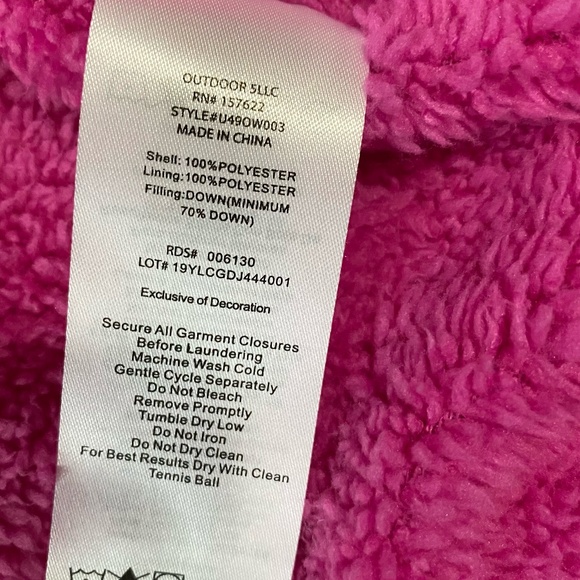 OUTDOOR 5LLC
RN# 157622
STYLE#U49OW003
MADE IN CHINA
Shell: 100%POLYESTER
Lining:100%POLYESTER
Filling:DOWN(MINIMUM
70% DOWN)
RDS# 006130
LOT# 19YLCGDJ444001
Exclusive of Decoration
Secure All Garment Closures
Before Laundering
Machine Wash Cold
Gentle Cycle Separately
Do Not Bleach
Remove Promptly
Tumble Dry Low
Do Not Iron
Do Not Dry Clean
For Best Results Dry With Clean
Tennis Ball